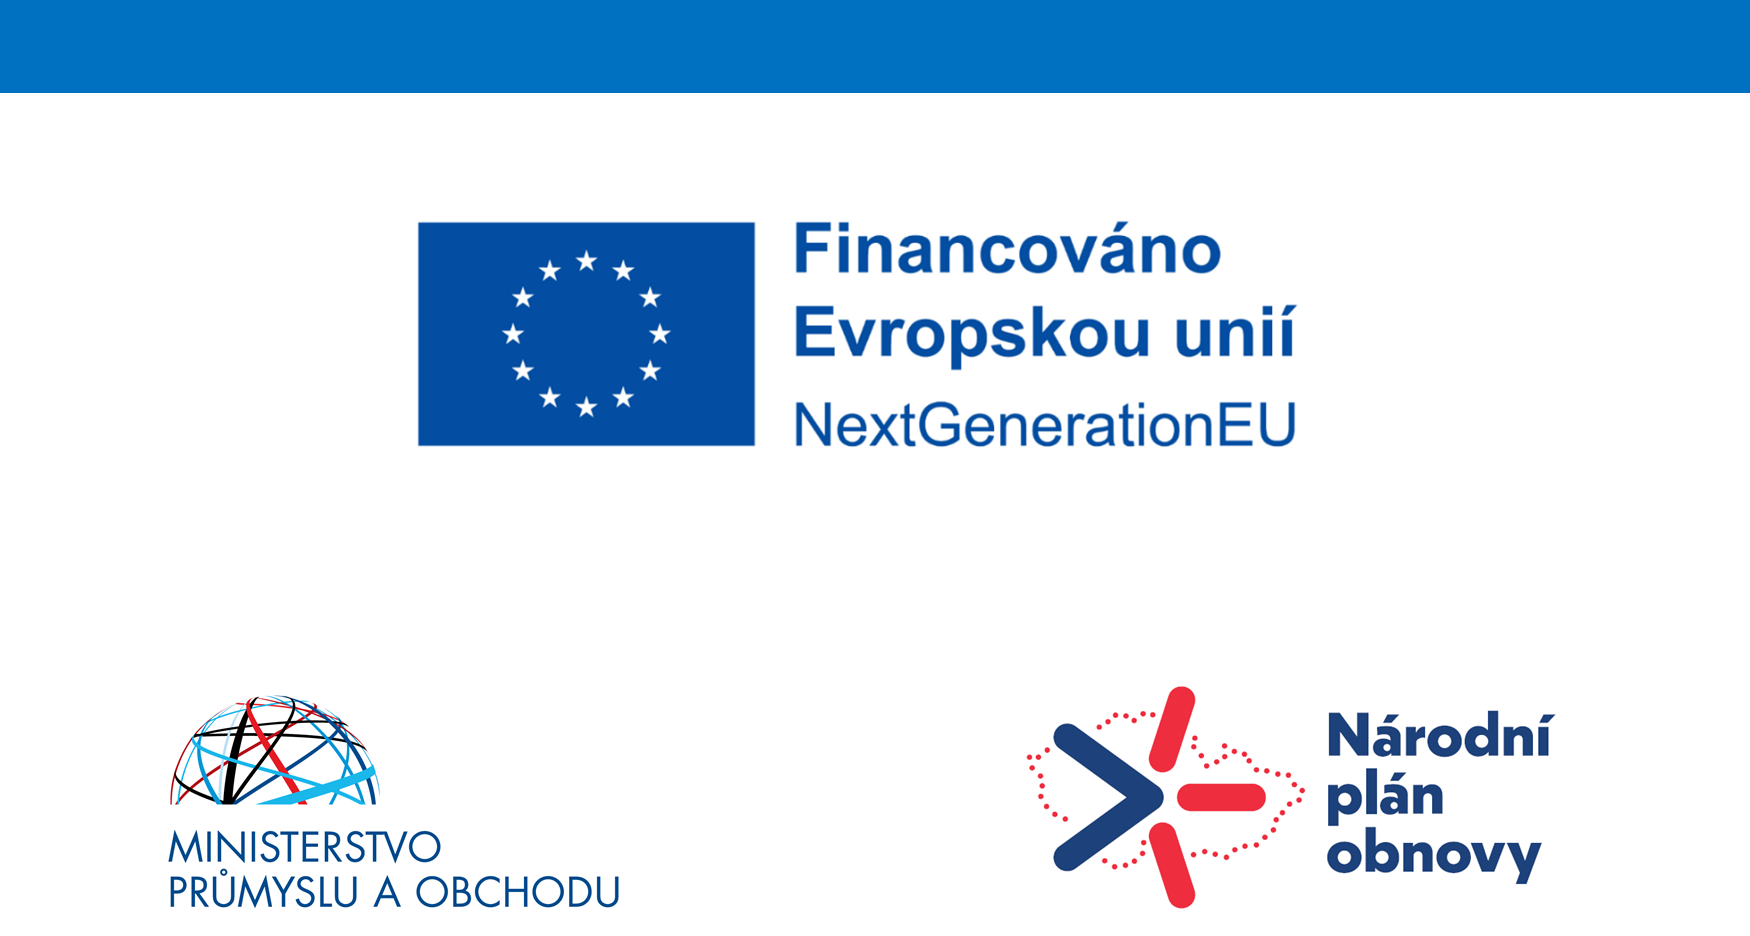 Financováno
Evropskou unií
NextGenerationEU
MINISTERSTVO
PRŮMYSLU A OBCHODU
Národní
plán
obnovy